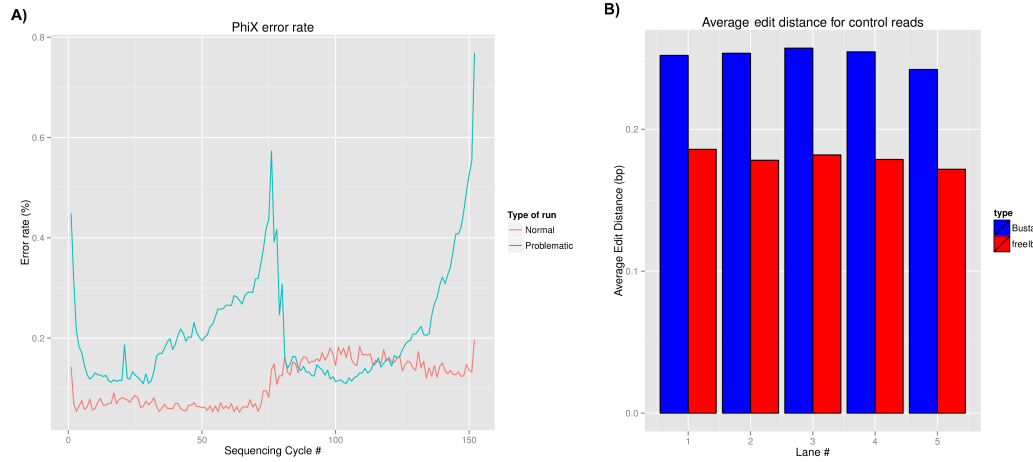 A)
PhiX error rate
0.8
0.6
0.4
0.2
Error rate (%)
0
50
100
150
Sequencing Cycle #
Type of run
Normal
Problematic
B)
Average edit distance for control reads
0.2
0.1
0.0
Average Edit Distance (bp)
1
2
3
4
5
Lane #
type